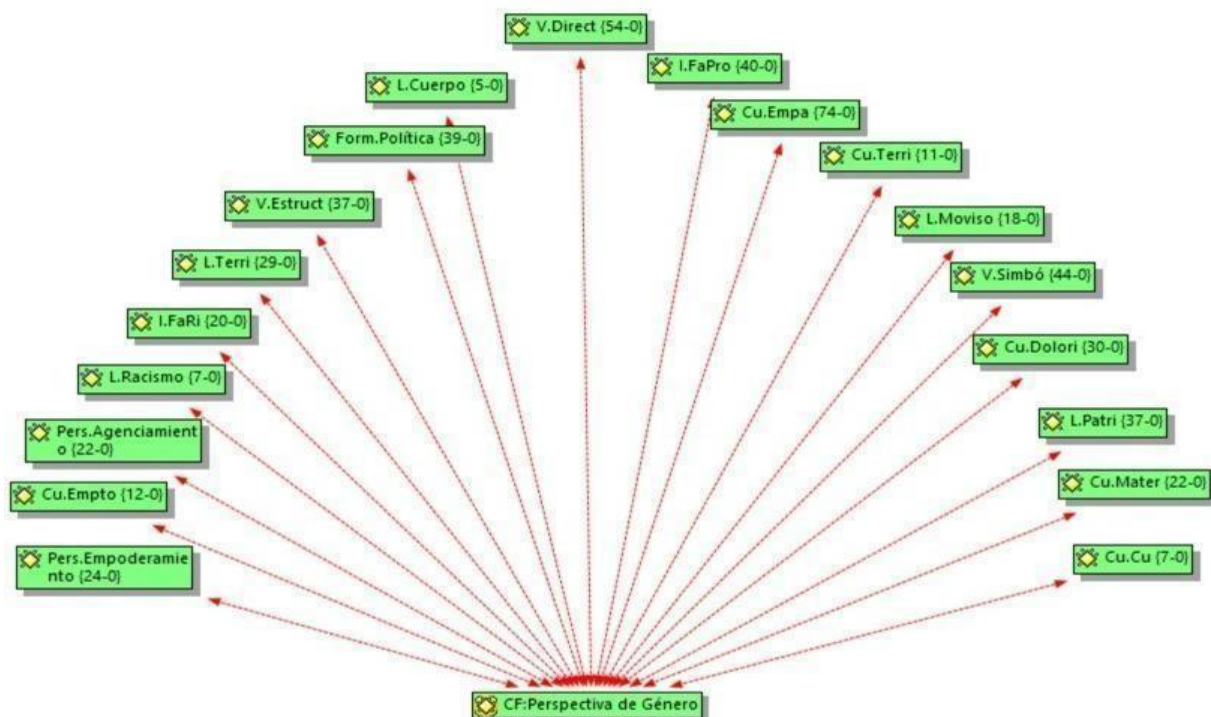 V.Direct {54-0}
I.FaPro {40-0}
L.Cuerpo {5-0}
Cu.Empa {74-0}
Form.Política {39-0}
Cu.Terri {11-0}
V.Estruct {37-0}
L.Moviso {18-0}
L.Terri {29-0}
V.Simbó {44-0}
I.FaRi {20-0}
Cu.Dolori {30-0}
L.Racismo {7-0}
L.Patri {37-0}
Pers.Agenciamient
o {22-0}
Cu.Mater {22-0}
Cu.Empto {12-0}
Pers.Empoderamie
nto {24-0}
Cu.Cu {7-0}
CF:Perspectiva de Género